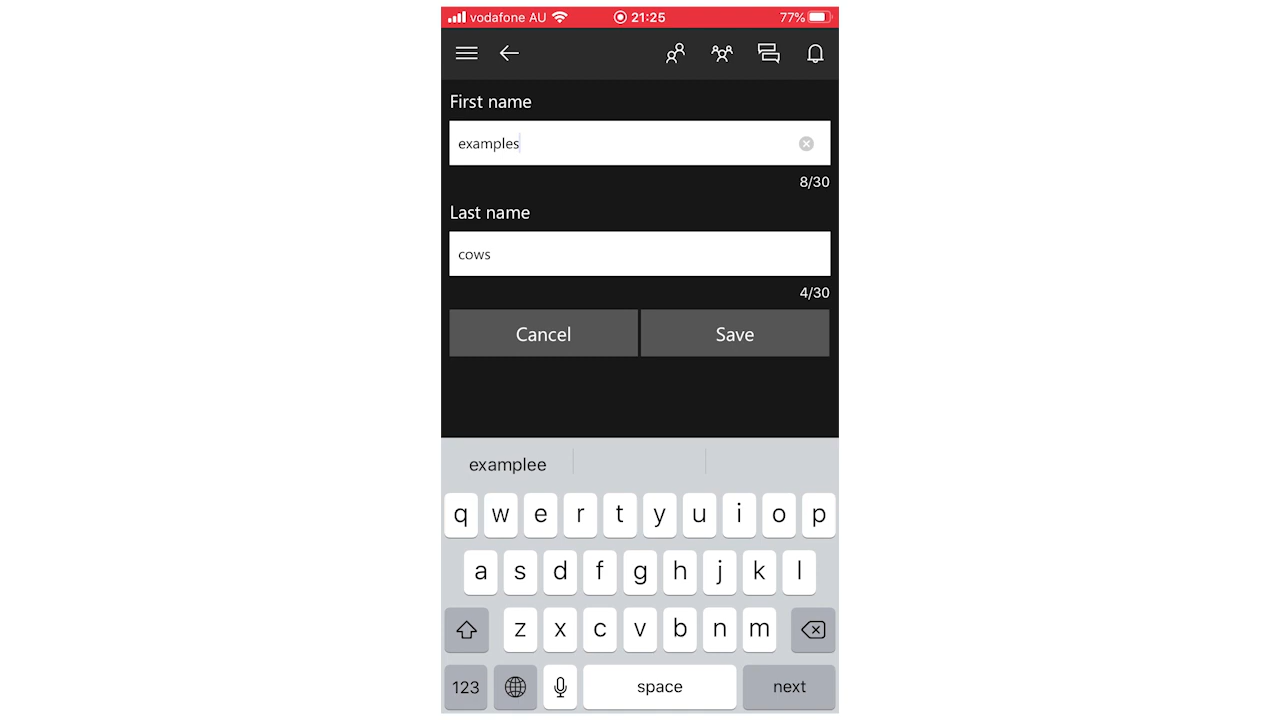 vodafone AU 21:25 77%
First name
examples
8/30
Last name
cows
4/30
Cancel Save
examplee
q w e r t y u i o p
a s d f g h j k l
z x c v b n m
123 space next